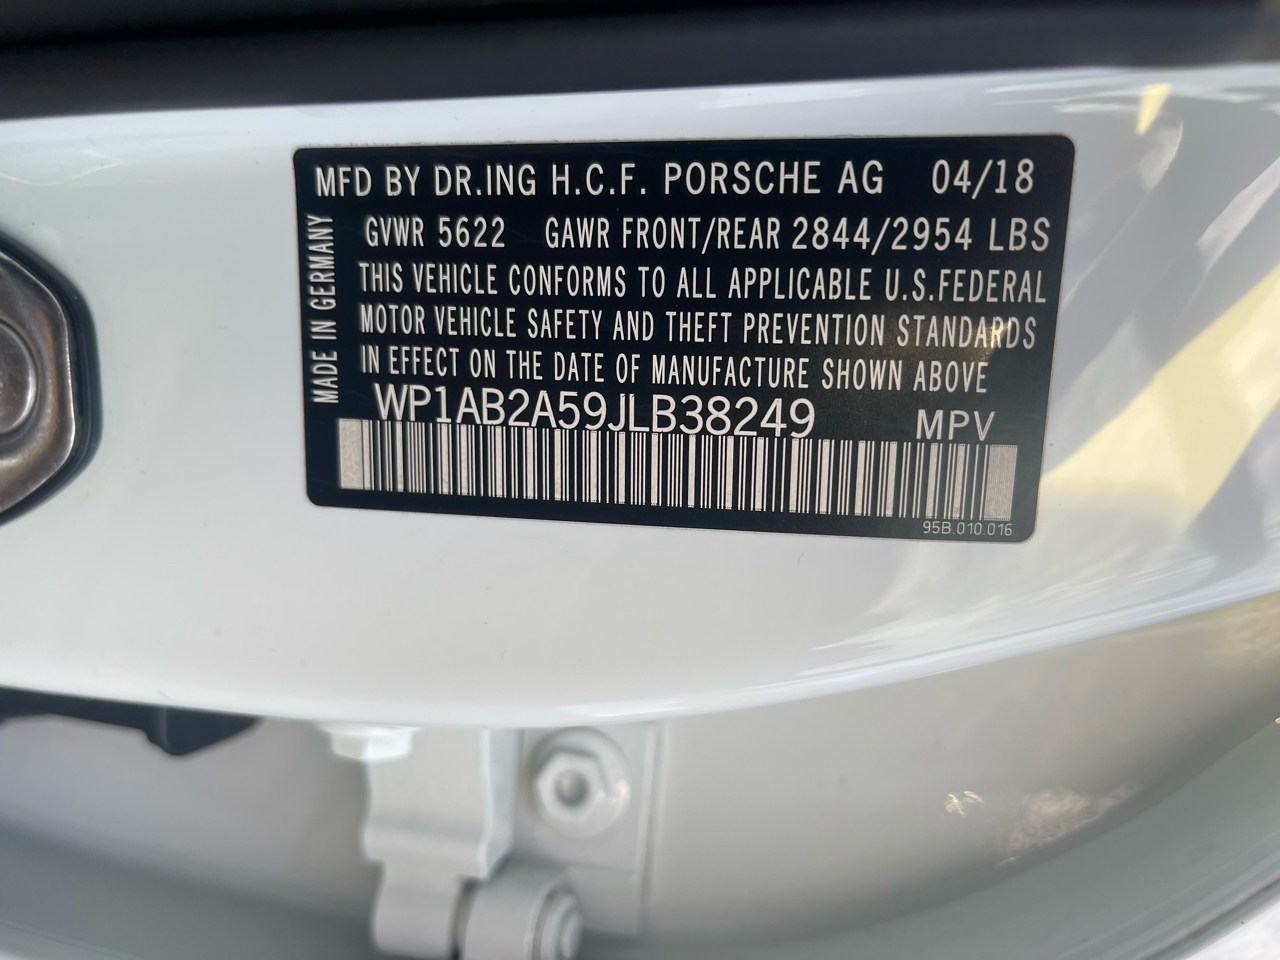 MFD BY DR.ING H.C.F. PORSCHE AG 04/18
GVWR 5622 GAWR FRONT/REAR 2844/2954 LBS
THIS VEHICLE CONFORMS TO ALL APPLICABLE U.S.FEDERAL
MOTOR VEHICLE SAFETY AND THEFT PREVENTION STANDARDS
IN EFFECT ON THE DATE OF MANUFACTURE SHOWN ABOVE
MADE IN GERMANY
WP1AB2A59JLB38249 MPV
95B.010.016